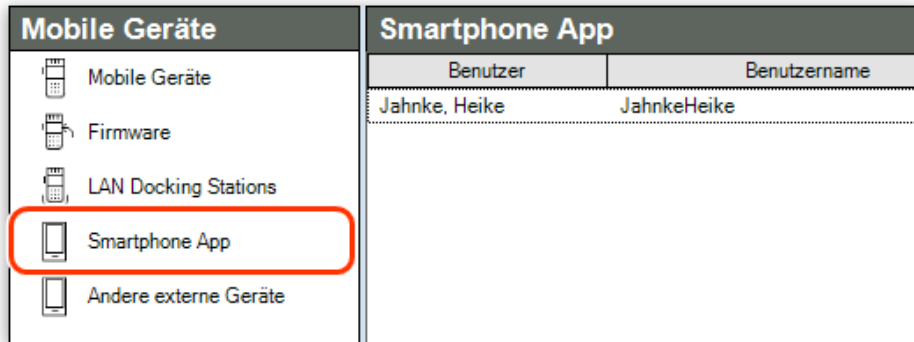 Mobile Geräte
Mobile Geräte
Firmware
LAN Docking Stations
Smartphone App
Andere externe Geräte
Smartphone App
Benutzer Benutzername
Jahnke, Heike JahnkeHeike